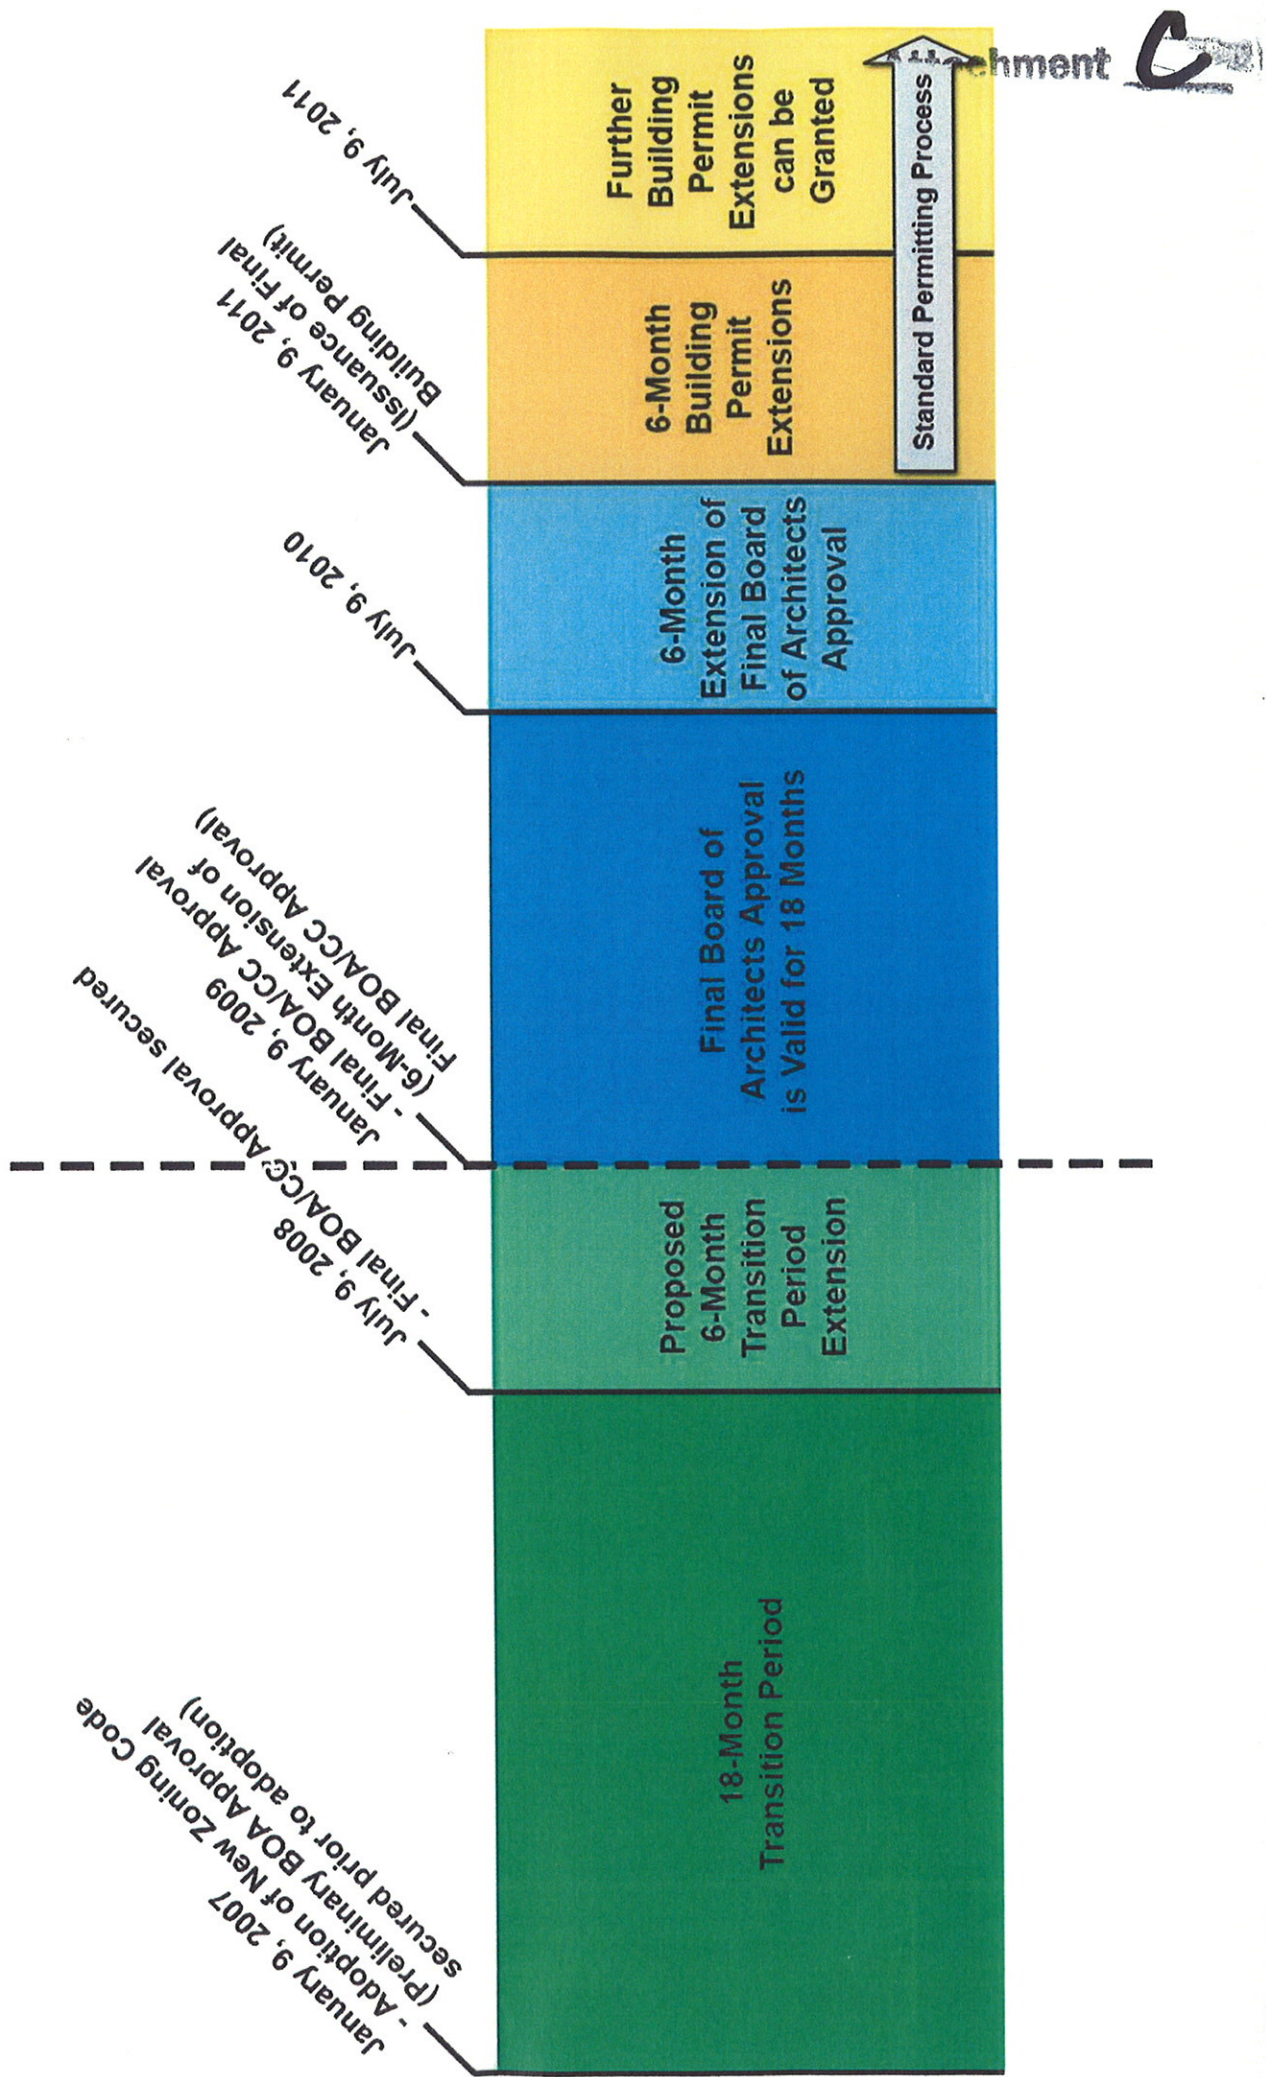 Attachment C
January 9, 2007
- Adoption of New Zoning Code
(Preliminary BOA Approval
secured prior to adoption)
July 9, 2008
- Final BOA/CC Approval secured
January 9, 2009
- Final BOA/CC Approval
(6-Month Extension of
Final BOA/CC Approval)
July 9, 2010
January 9, 2011
(Issuance of Final
Building Permit)
July 9, 2011
18-Month
Transition Period
Proposed
6-Month
Transition
Period
Extension
Final Board of
Architects Approval
is Valid for 18 Months
6-Month
Extension of
Final Board
of Architects
Approval
6-Month
Building
Permit
Extensions
Further
Building
Permit
Extensions
can be
Granted
Standard Permitting Process